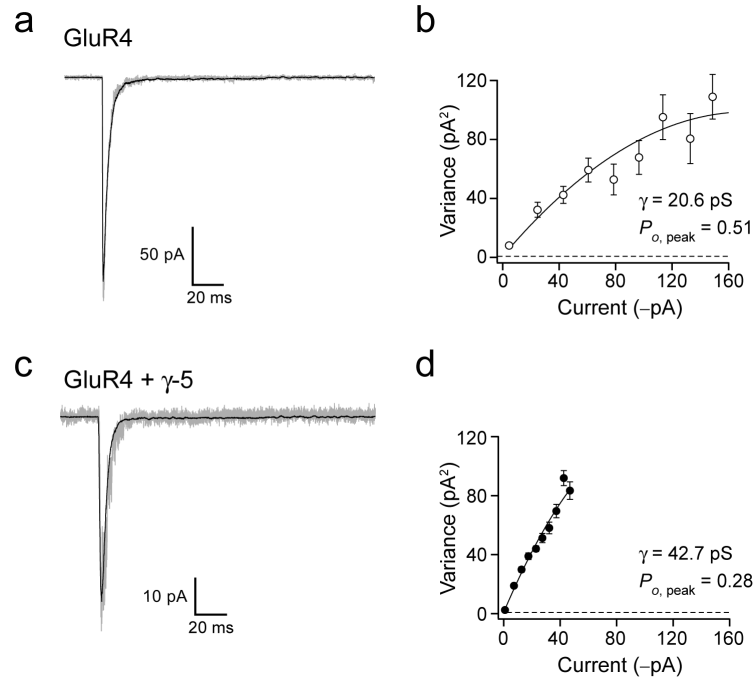 a
GluR4
50 pA
20 ms
b
120
80
40
0
Variance (pA²)
γ = 20.6 pS
Po, peak = 0.51
0 40 80 120 160
Current (–pA)
c
GluR4 + γ-5
10 pA
20 ms
d
120
80
40
0
Variance (pA²)
γ = 42.7 pS
Po, peak = 0.28
0 40 80 120 160
Current (–pA)